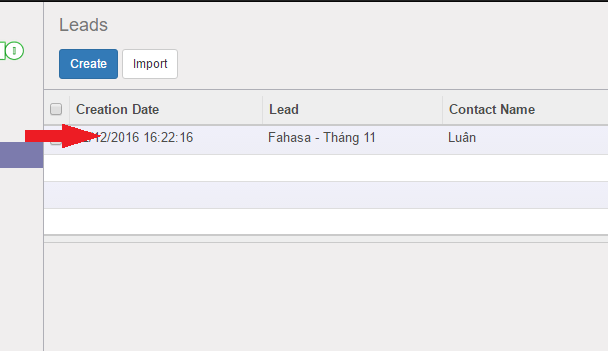 Leads
Create Import
Creation Date Lead Contact Name
12/2016 16:22:16 Fahasa - Tháng 11 Luân